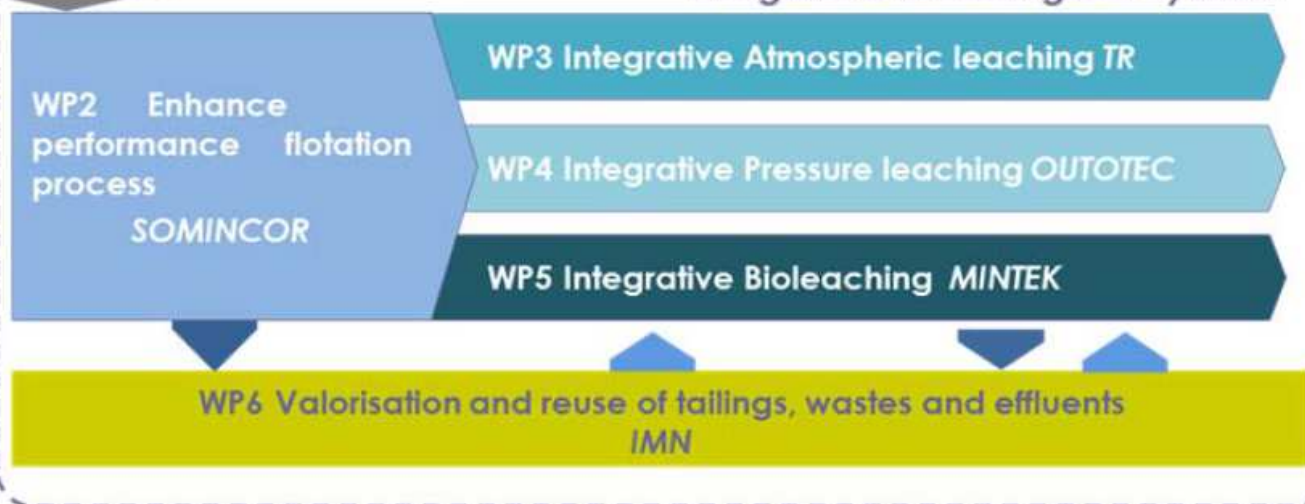 WP3 Integrative Atmospheric leaching TR
WP2 Enhance
performance flotation
process
SOMINCOR
WP4 Integrative Pressure leaching OUTOTEC
WP5 Integrative Bioleaching MINTEK
WP6 Valorisation and reuse of tailings, wastes and effluents
IMN